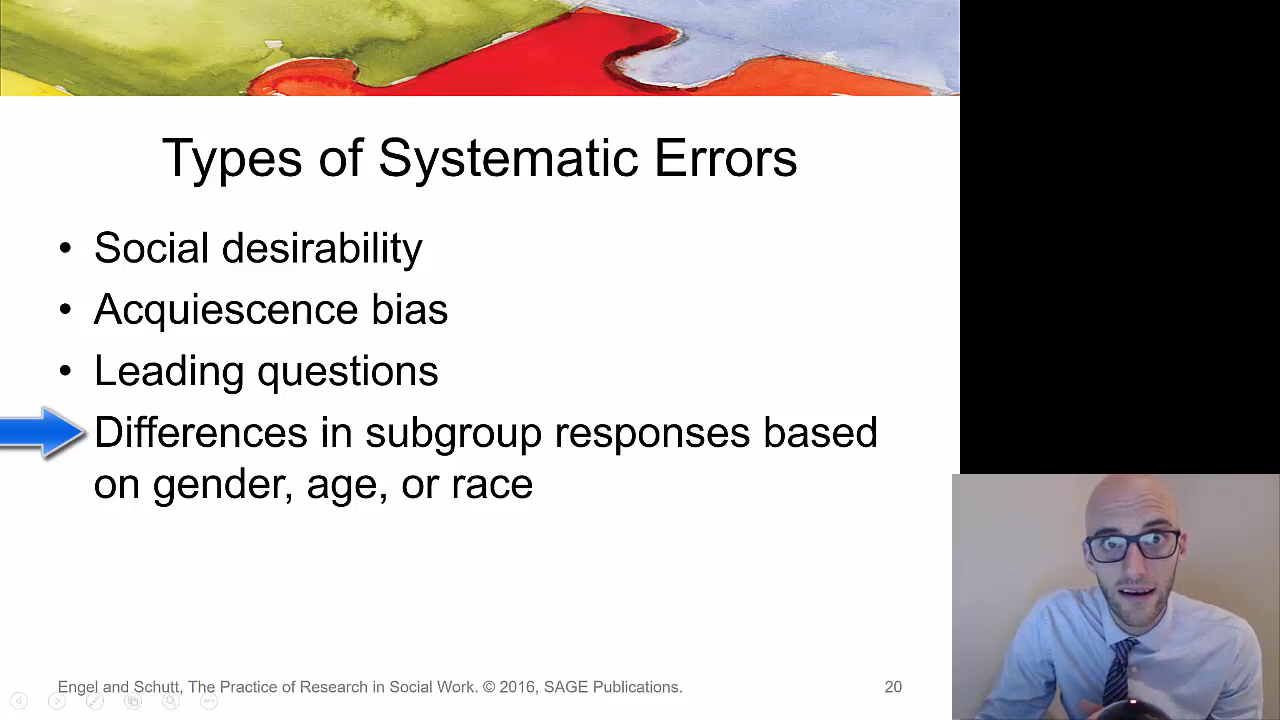 Types of Systematic Errors
• Social desirability
• Acquiescence bias
• Leading questions
Differences in subgroup responses based
on gender, age, or race
Engel and Schutt, The Practice of Research in Social Work. © 2016, SAGE Publications.
20